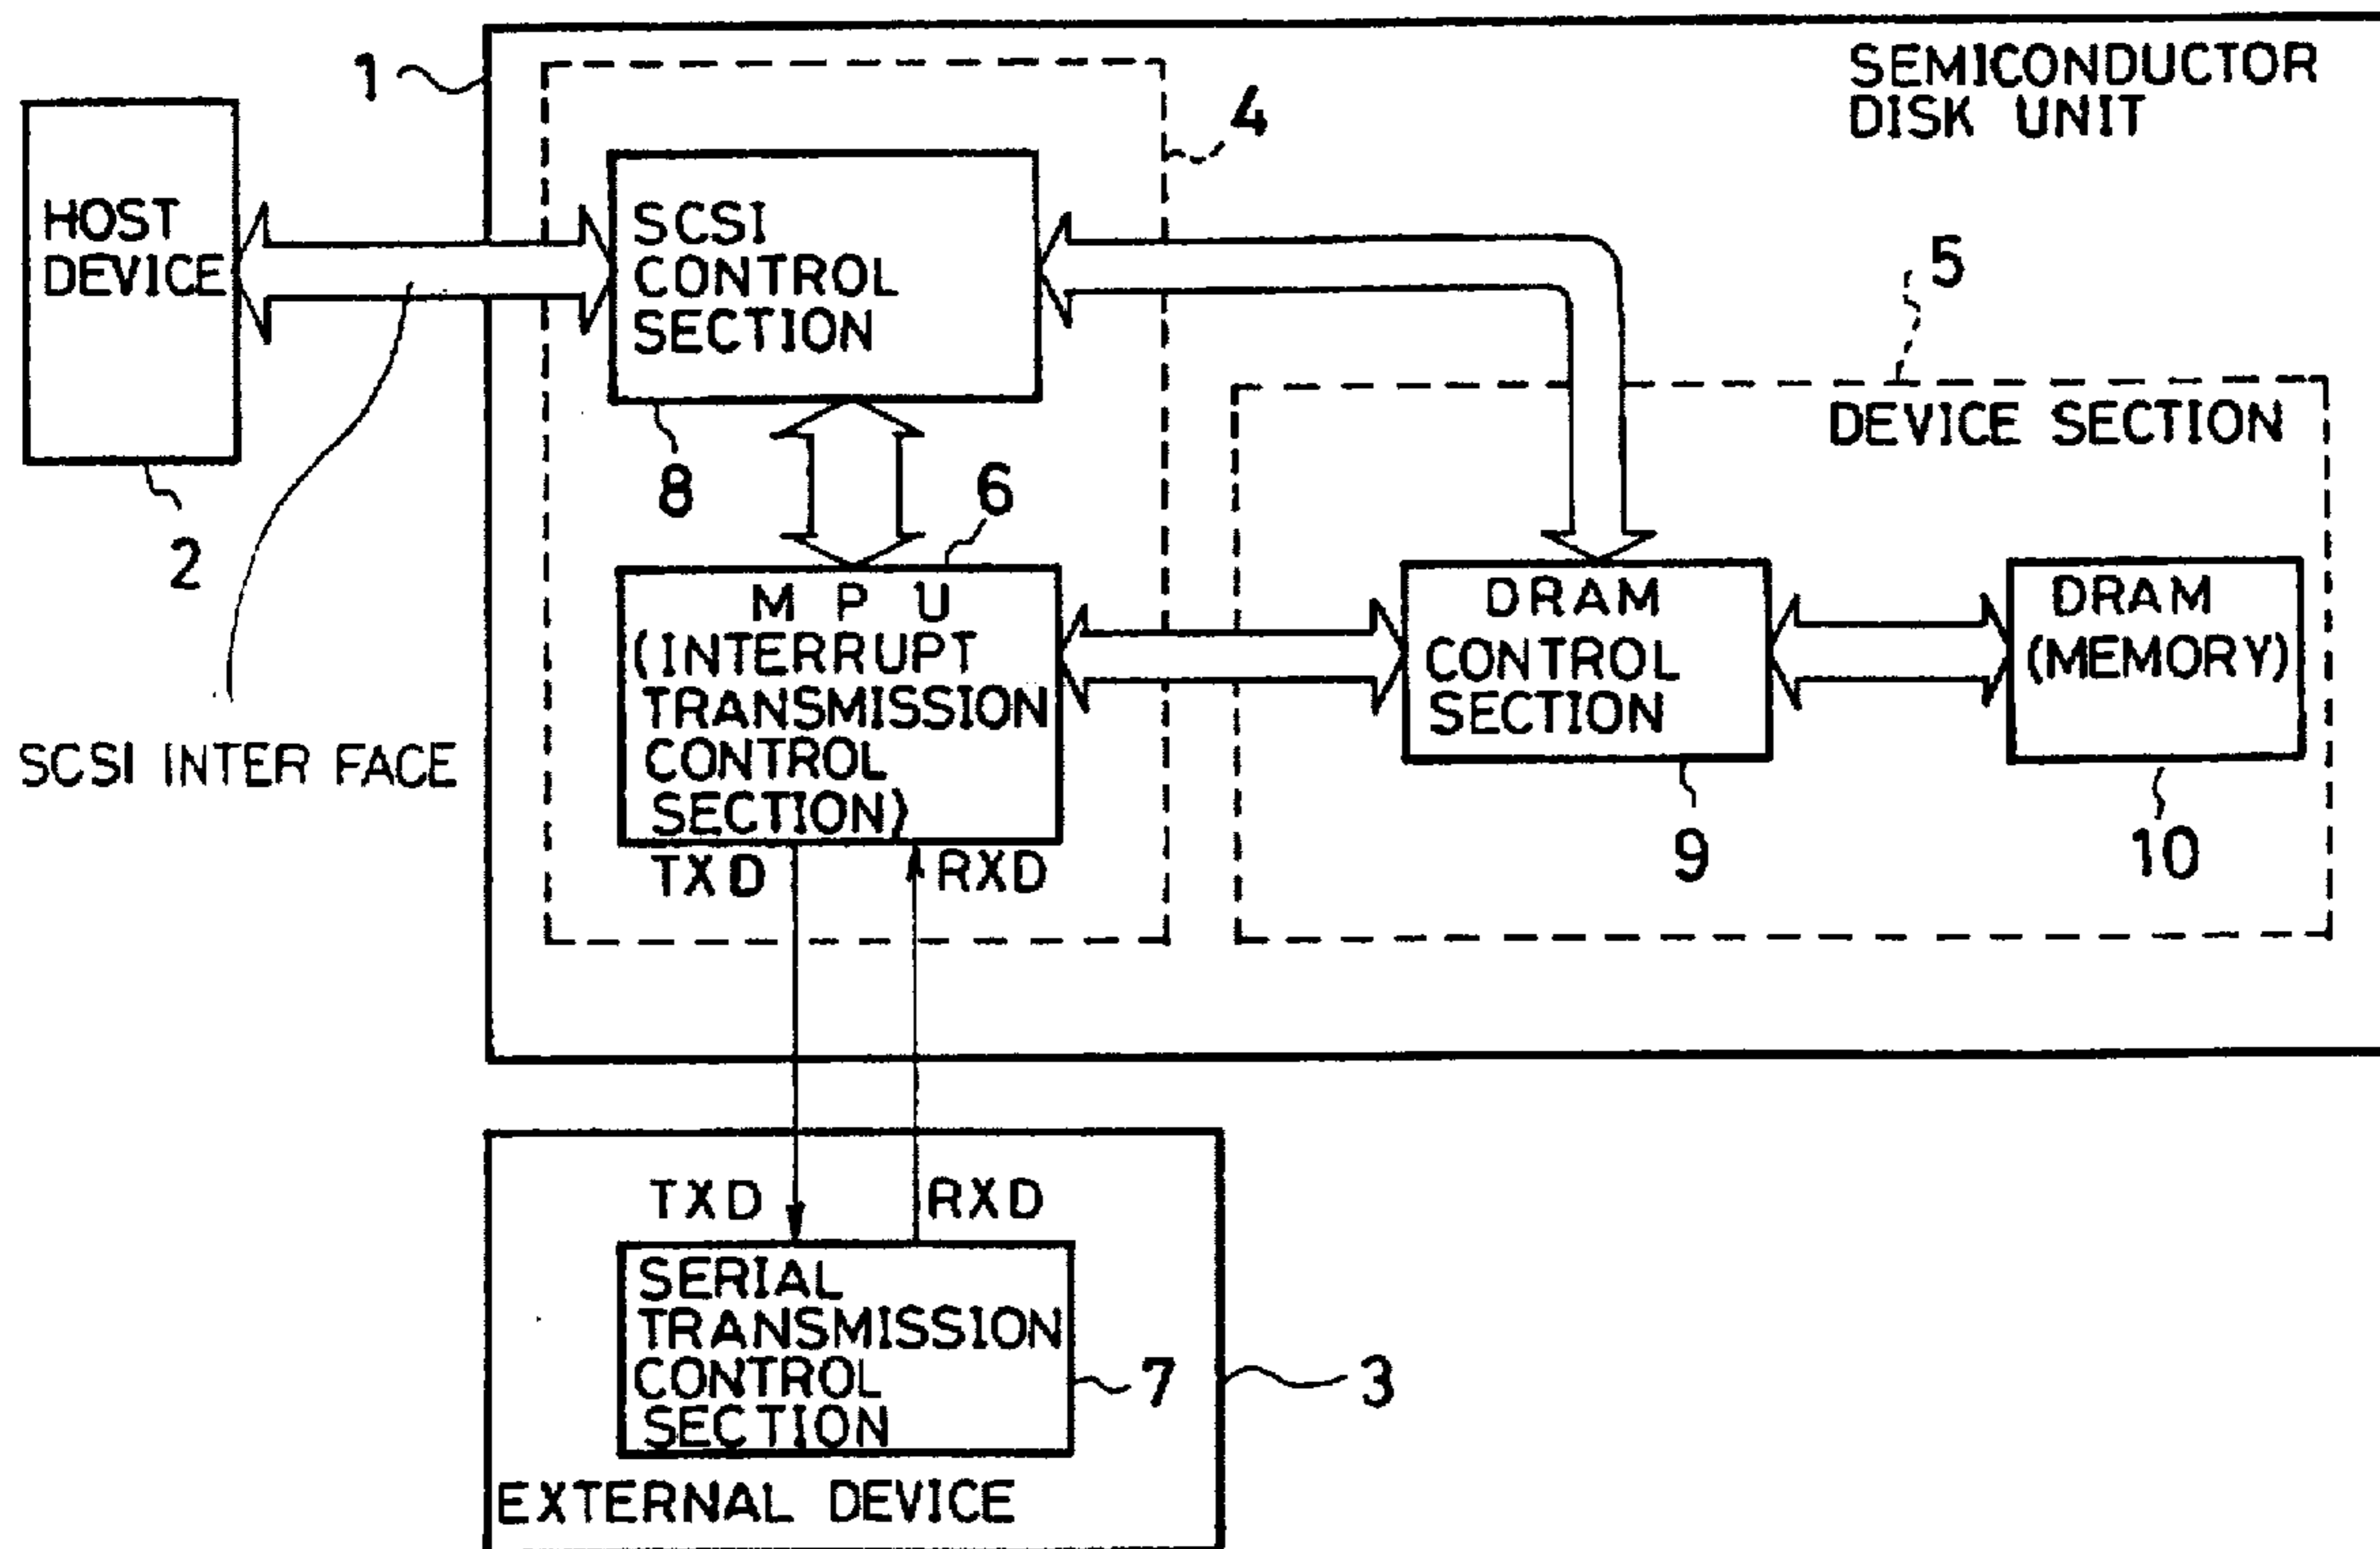 SEMICONDUCTOR
DISK UNIT
1
4
HOST
DEVICE
SCSI
CONTROL
SECTION
5
DEVICE SECTION
8
6
2
M P U
(INTERRUPT
TRANSMISSION
CONTROL
SECTION)
DRAM
CONTROL
SECTION
DRAM
(MEMORY)
SCSI INTER FACE
9
10
TXD
RXD
TXD
RXD
SERIAL
TRANSMISSION
CONTROL
SECTION
7
3
EXTERNAL DEVICE